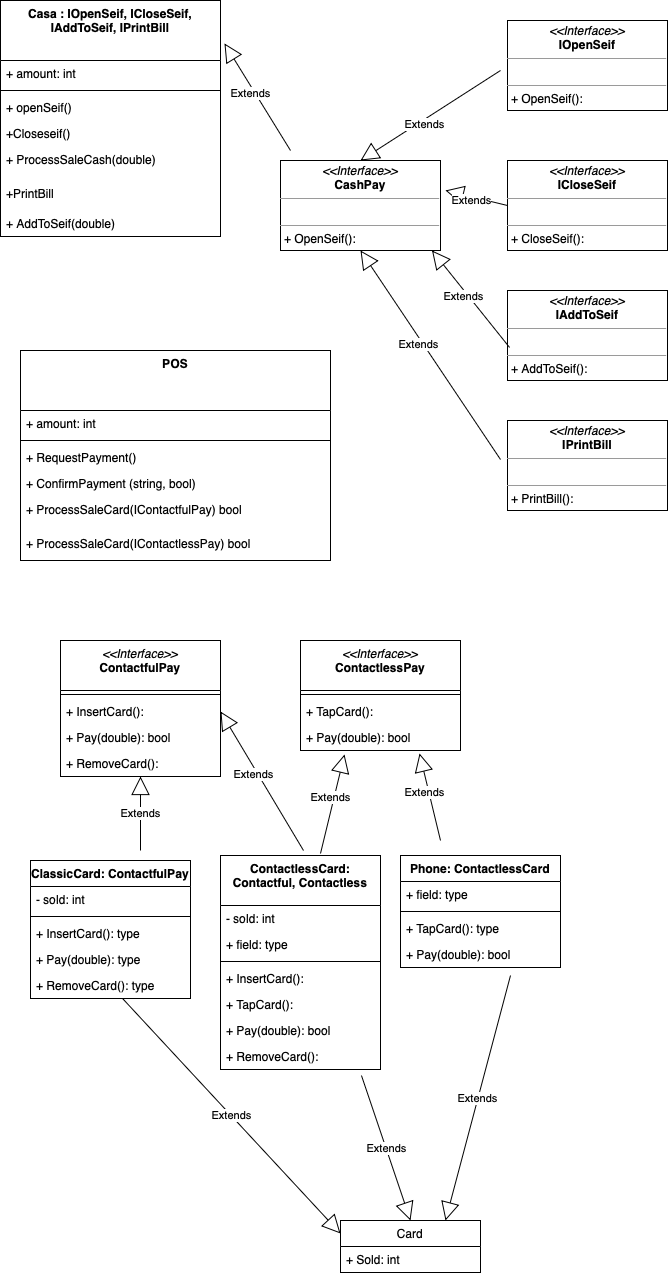 Casa : IOpenSeif, ICloseSeif,
IAddToSeif, IPrintBill
+ amount: int
+ openSeif()
+Closeseif()
+ ProcessSaleCash(double)
+PrintBill
+ AddToSeif(double)
Extends
<<Interface>>
IOpenSeif
+ OpenSeif():
Extends
<<Interface>>
CashPay
+ OpenSeif():
<<Interface>>
ICloseSeif
+ CloseSeif():
Extends
<<Interface>>
IAddToSeif
+ AddToSeif():
Extends
Extends
<<Interface>>
IPrintBill
+ PrintBill():
POS
+ amount: int
+ RequestPayment()
+ ConfirmPayment (string, bool)
+ ProcessSaleCard(IContactfulPay) bool
+ ProcessSaleCard(IContactlessPay) bool
<<Interface>>
ContactfulPay
+ InsertCard():
+ Pay(double): bool
+ RemoveCard():
<<Interface>>
ContactlessPay
+ TapCard():
+ Pay(double): bool
Extends
Extends
Extends
Extends
ClassicCard: ContactfulPay
- sold: int
+ InsertCard(): type
+ Pay(double): type
+ RemoveCard(): type
ContactlessCard:
Contactful, Contactless
- sold: int
+ field: type
+ InsertCard():
+ TapCard():
+ Pay(double): bool
+ RemoveCard():
Phone: ContactlessCard
+ field: type
+ TapCard(): type
+ Pay(double): bool
Extends
Extends
Extends
Card
+ Sold: int